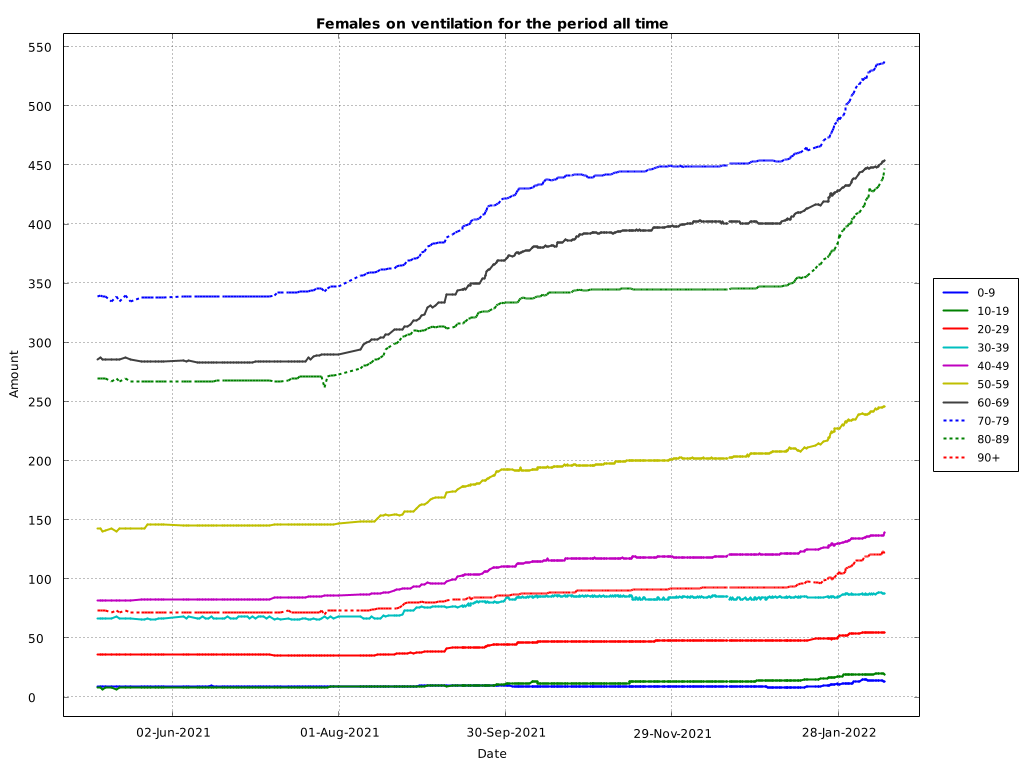 Females on ventilation for the period all time
550
500
450
400
350
300
250
200
150
100
50
0
Amount
02-Jun-2021
01-Aug-2021
30-Sep-2021
29-Nov-2021
28-Jan-2022
Date
0-9
10-19
20-29
30-39
40-49
50-59
60-69
70-79
80-89
90+